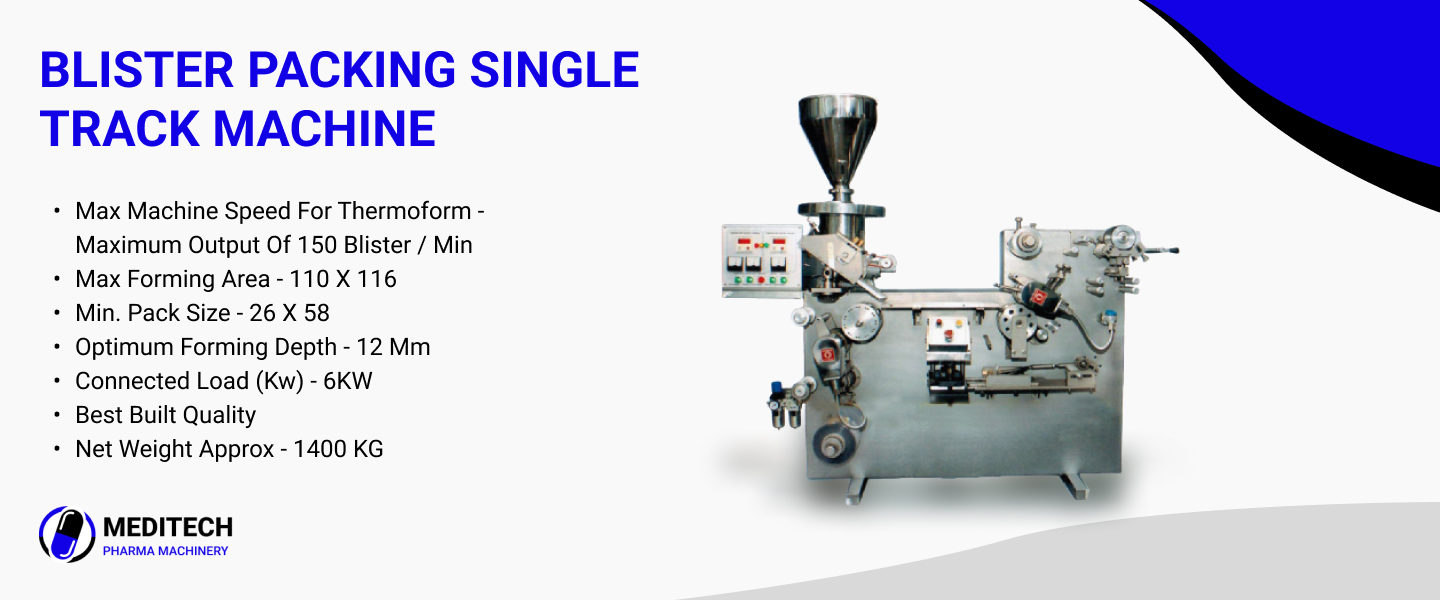 BLISTER PACKING SINGLE
TRACK MACHINE
• Max Machine Speed For Thermoform -
Maximum Output Of 150 Blister / Min
• Max Forming Area - 110 X 116
• Min. Pack Size - 26 X 58
• Optimum Forming Depth - 12 Mm
• Connected Load (Kw) - 6KW
• Best Built Quality
• Net Weight Approx - 1400 KG
MEDITECH
PHARMA MACHINERY